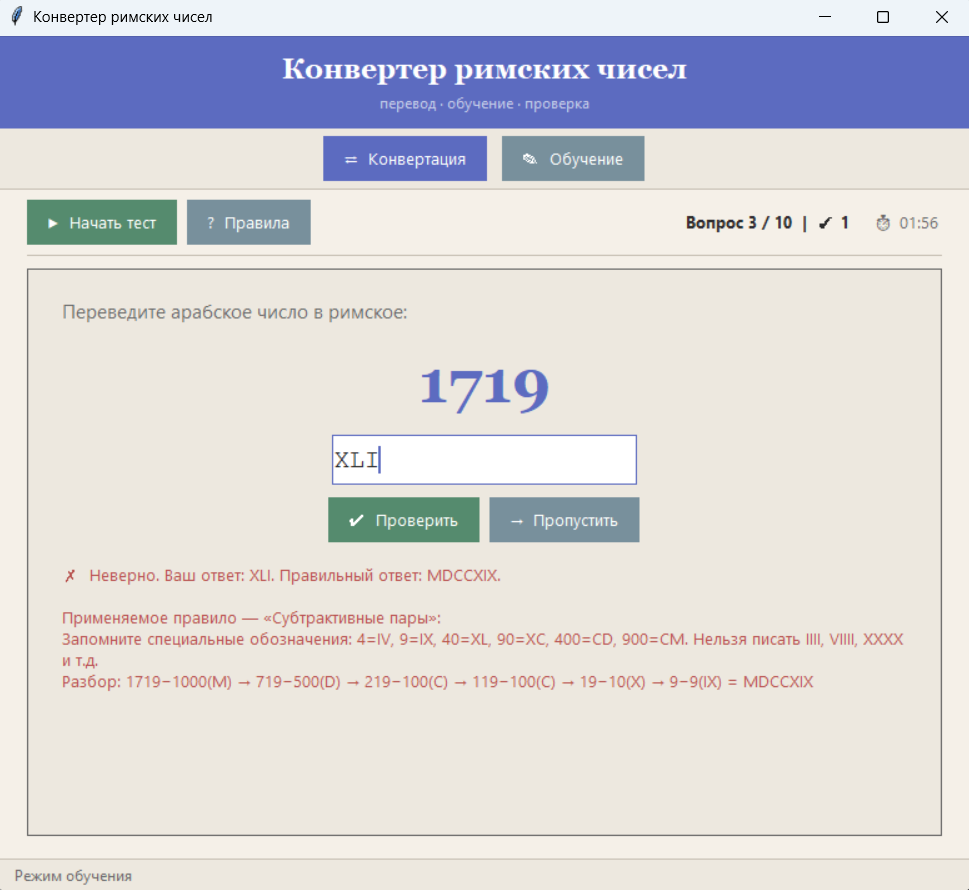 Конвертер римских чисел
Конвертер римских чисел
перевод · обучение · проверка
⇄ Конвертация ✎ Обучение
▶ Начать тест ? Правила Вопрос 3 / 10 | ✔ 1 ⏱ 01:56
Переведите арабское число в римское:
1719
XLI
✔ Проверить → Пропустить
✗ Неверно. Ваш ответ: XLI. Правильный ответ: MDCCXIX.
Применяемое правило — «Субтрактивные пары»:
Запомните специальные обозначения: 4=IV, 9=IX, 40=XL, 90=XC, 400=CD, 900=CM. Нельзя писать IIII, VIIII, XXXX
и т.д.
Разбор: 1719−1000(M) → 719−500(D) → 219−100(C) → 119−100(C) → 19−10(X) → 9−9(IX) = MDCCXIX
Режим обучения